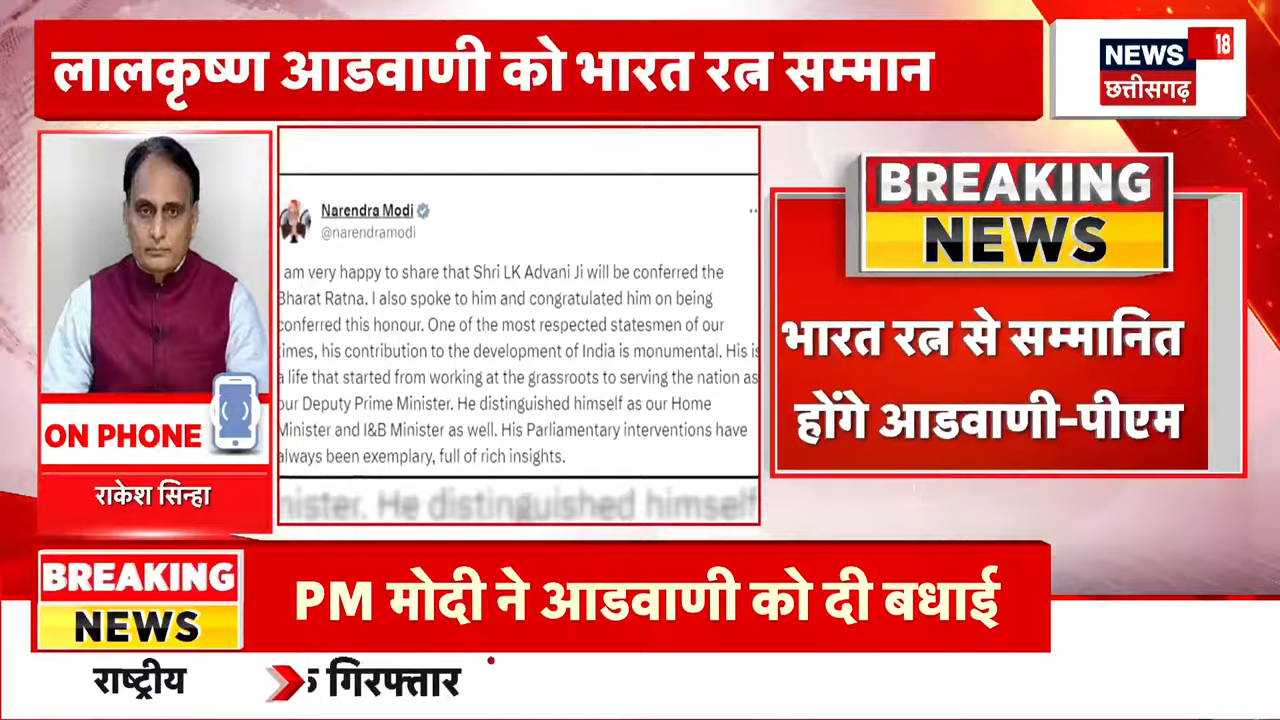 लालकृष्ण आडवाणी को भारत रत्न सम्मान
NEWS 18
छत्तीसगढ़
Narendra Modi
@narendramodi
am very happy to share that Shri LK Advani Ji will be conferred the
Bharat Ratna. I also spoke to him and congratulated him on being
conferred this honour. One of the most respected statesmen of our
times, his contribution to the development of India is monumental. His is
a life that started from working at the grassroots to serving the nation as
our Deputy Prime Minister. He distinguished himself as our Home
Minister and I&B Minister as well. His Parliamentary interventions have
always been exemplary, full of rich insights.
nister. He distinguished himself
BREAKING
NEWS
भारत रत्न से सम्मानित
होंगे आडवाणी-पीएम
ON PHONE
राकेश सिन्हा
BREAKING
NEWS
PM मोदी ने आडवाणी को दी बधाई
राष्ट्रीय
गिरफ्तार